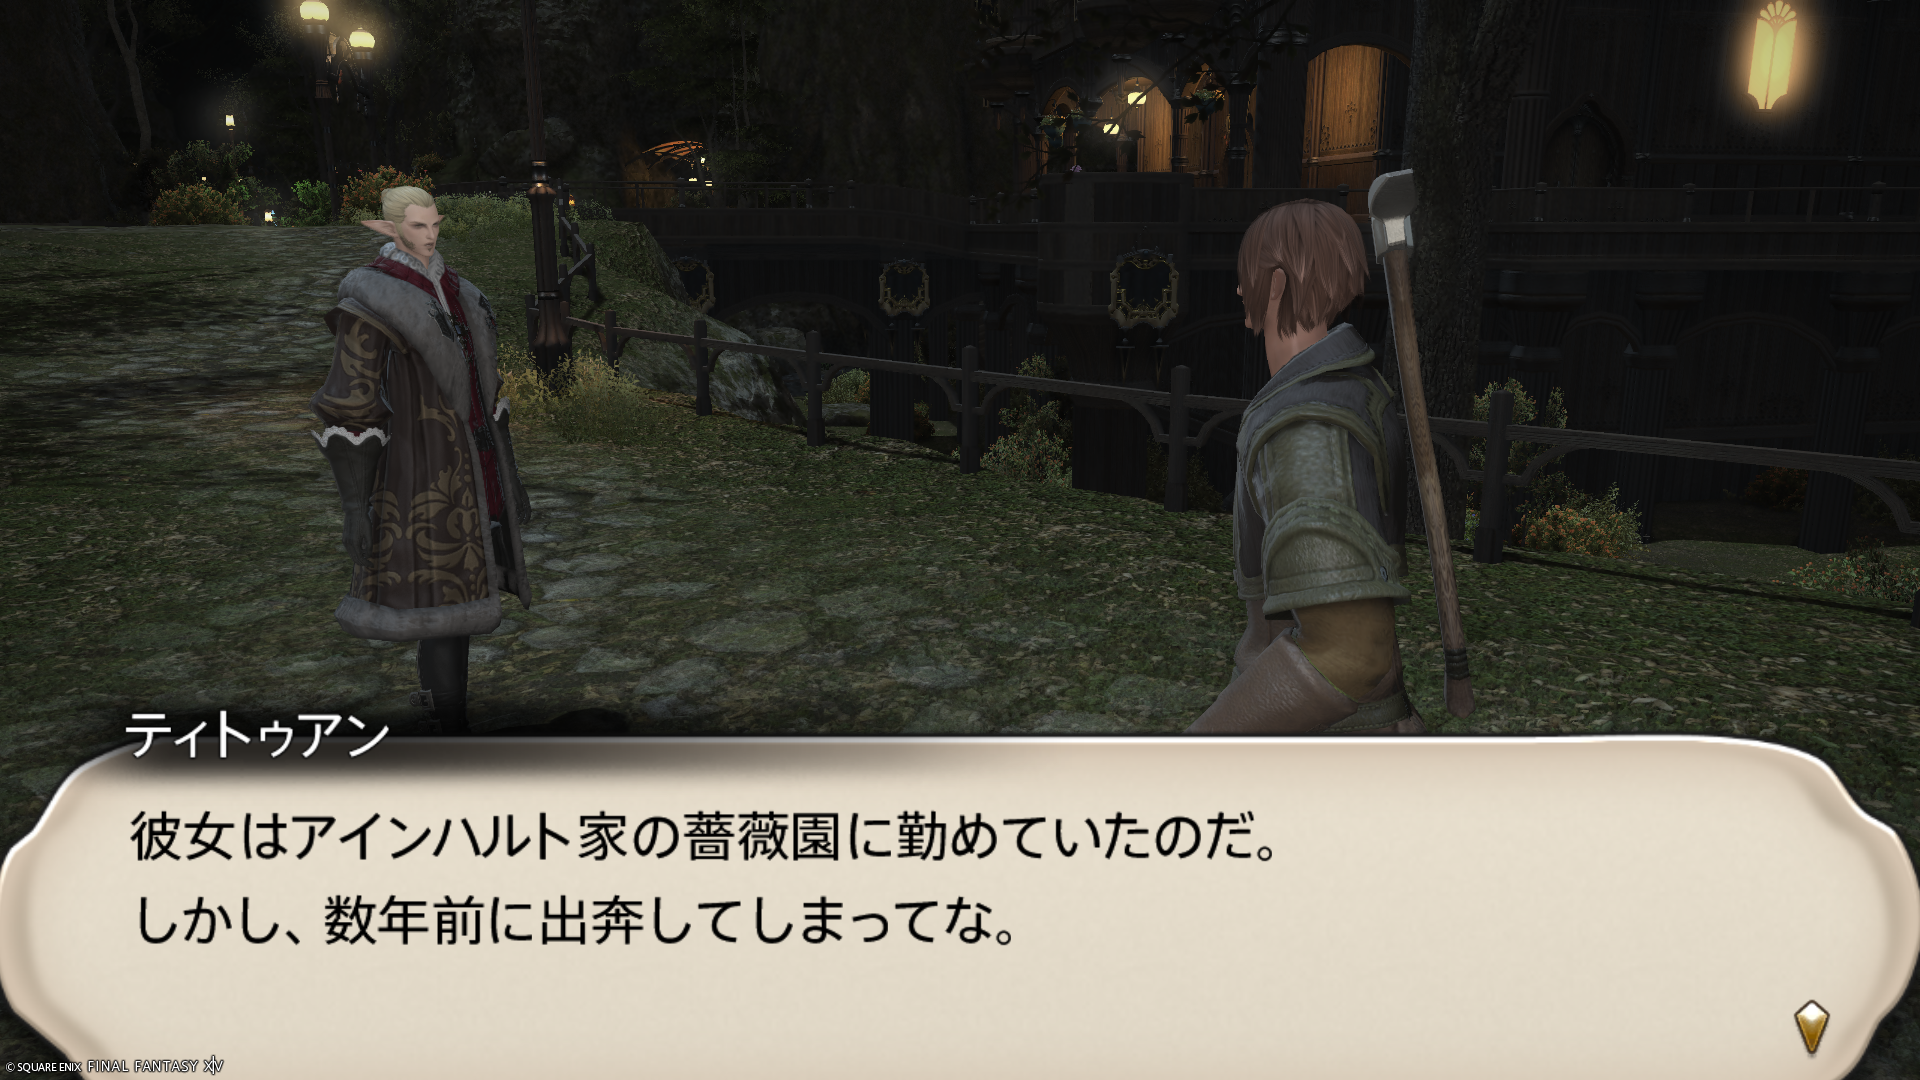 ティトゥアン
彼女はアインハルト家の薔薇園に勤めていたのだ。
しかし、数年前に出奔してしまってな。
© SQUARE ENIX FINAL FANTASY XIV